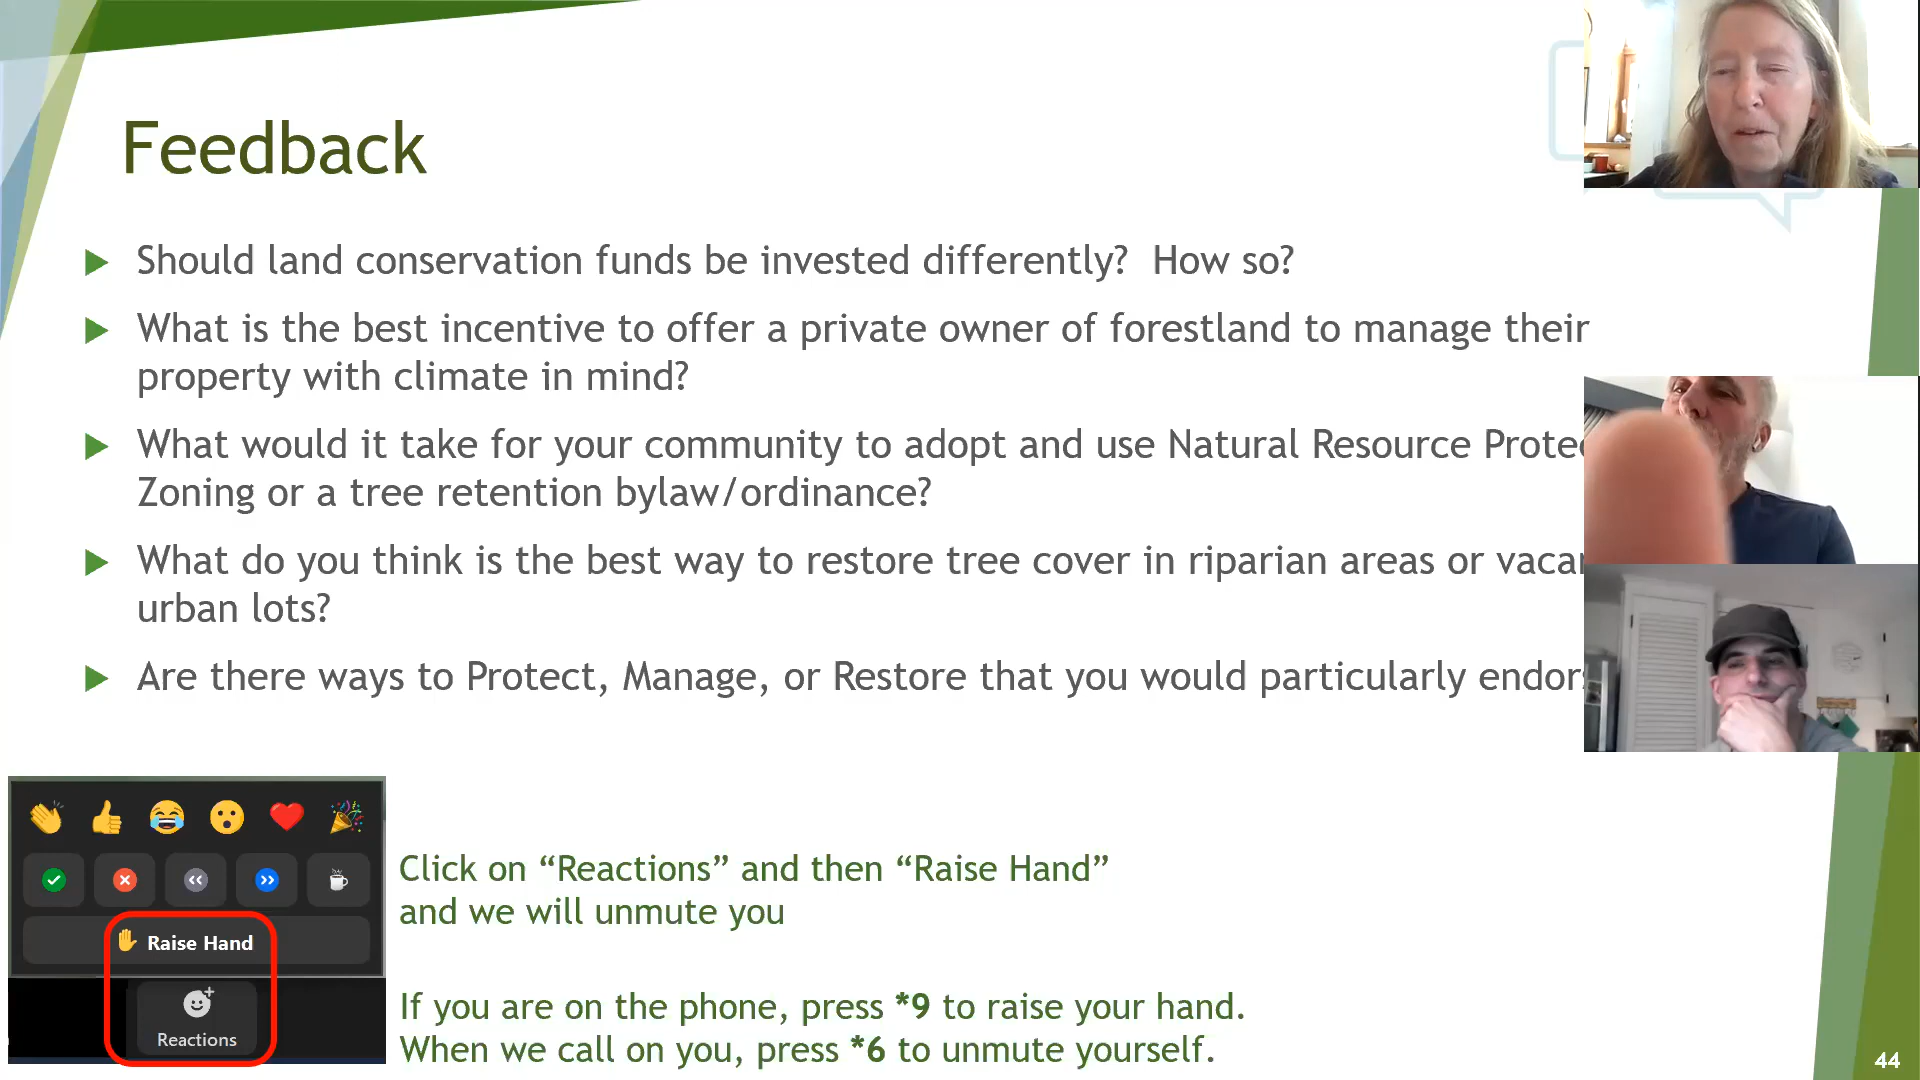 Feedback
Should land conservation funds be invested differently? How so?
What is the best incentive to offer a private owner of forestland to manage their
property with climate in mind?
What would it take for your community to adopt and use Natural Resource
Zoning or a tree retention bylaw/ordinance?
What do you think is the best way to restore tree cover in riparian areas or
urban lots?
Are there ways to Protect, Manage, or Restore that you would particularly
Raise Hand
Reactions
Click on “Reactions” and then “Raise Hand”
and we will unmute you
If you are on the phone, press *9 to raise your hand.
When we call on you, press *6 to unmute yourself.
44